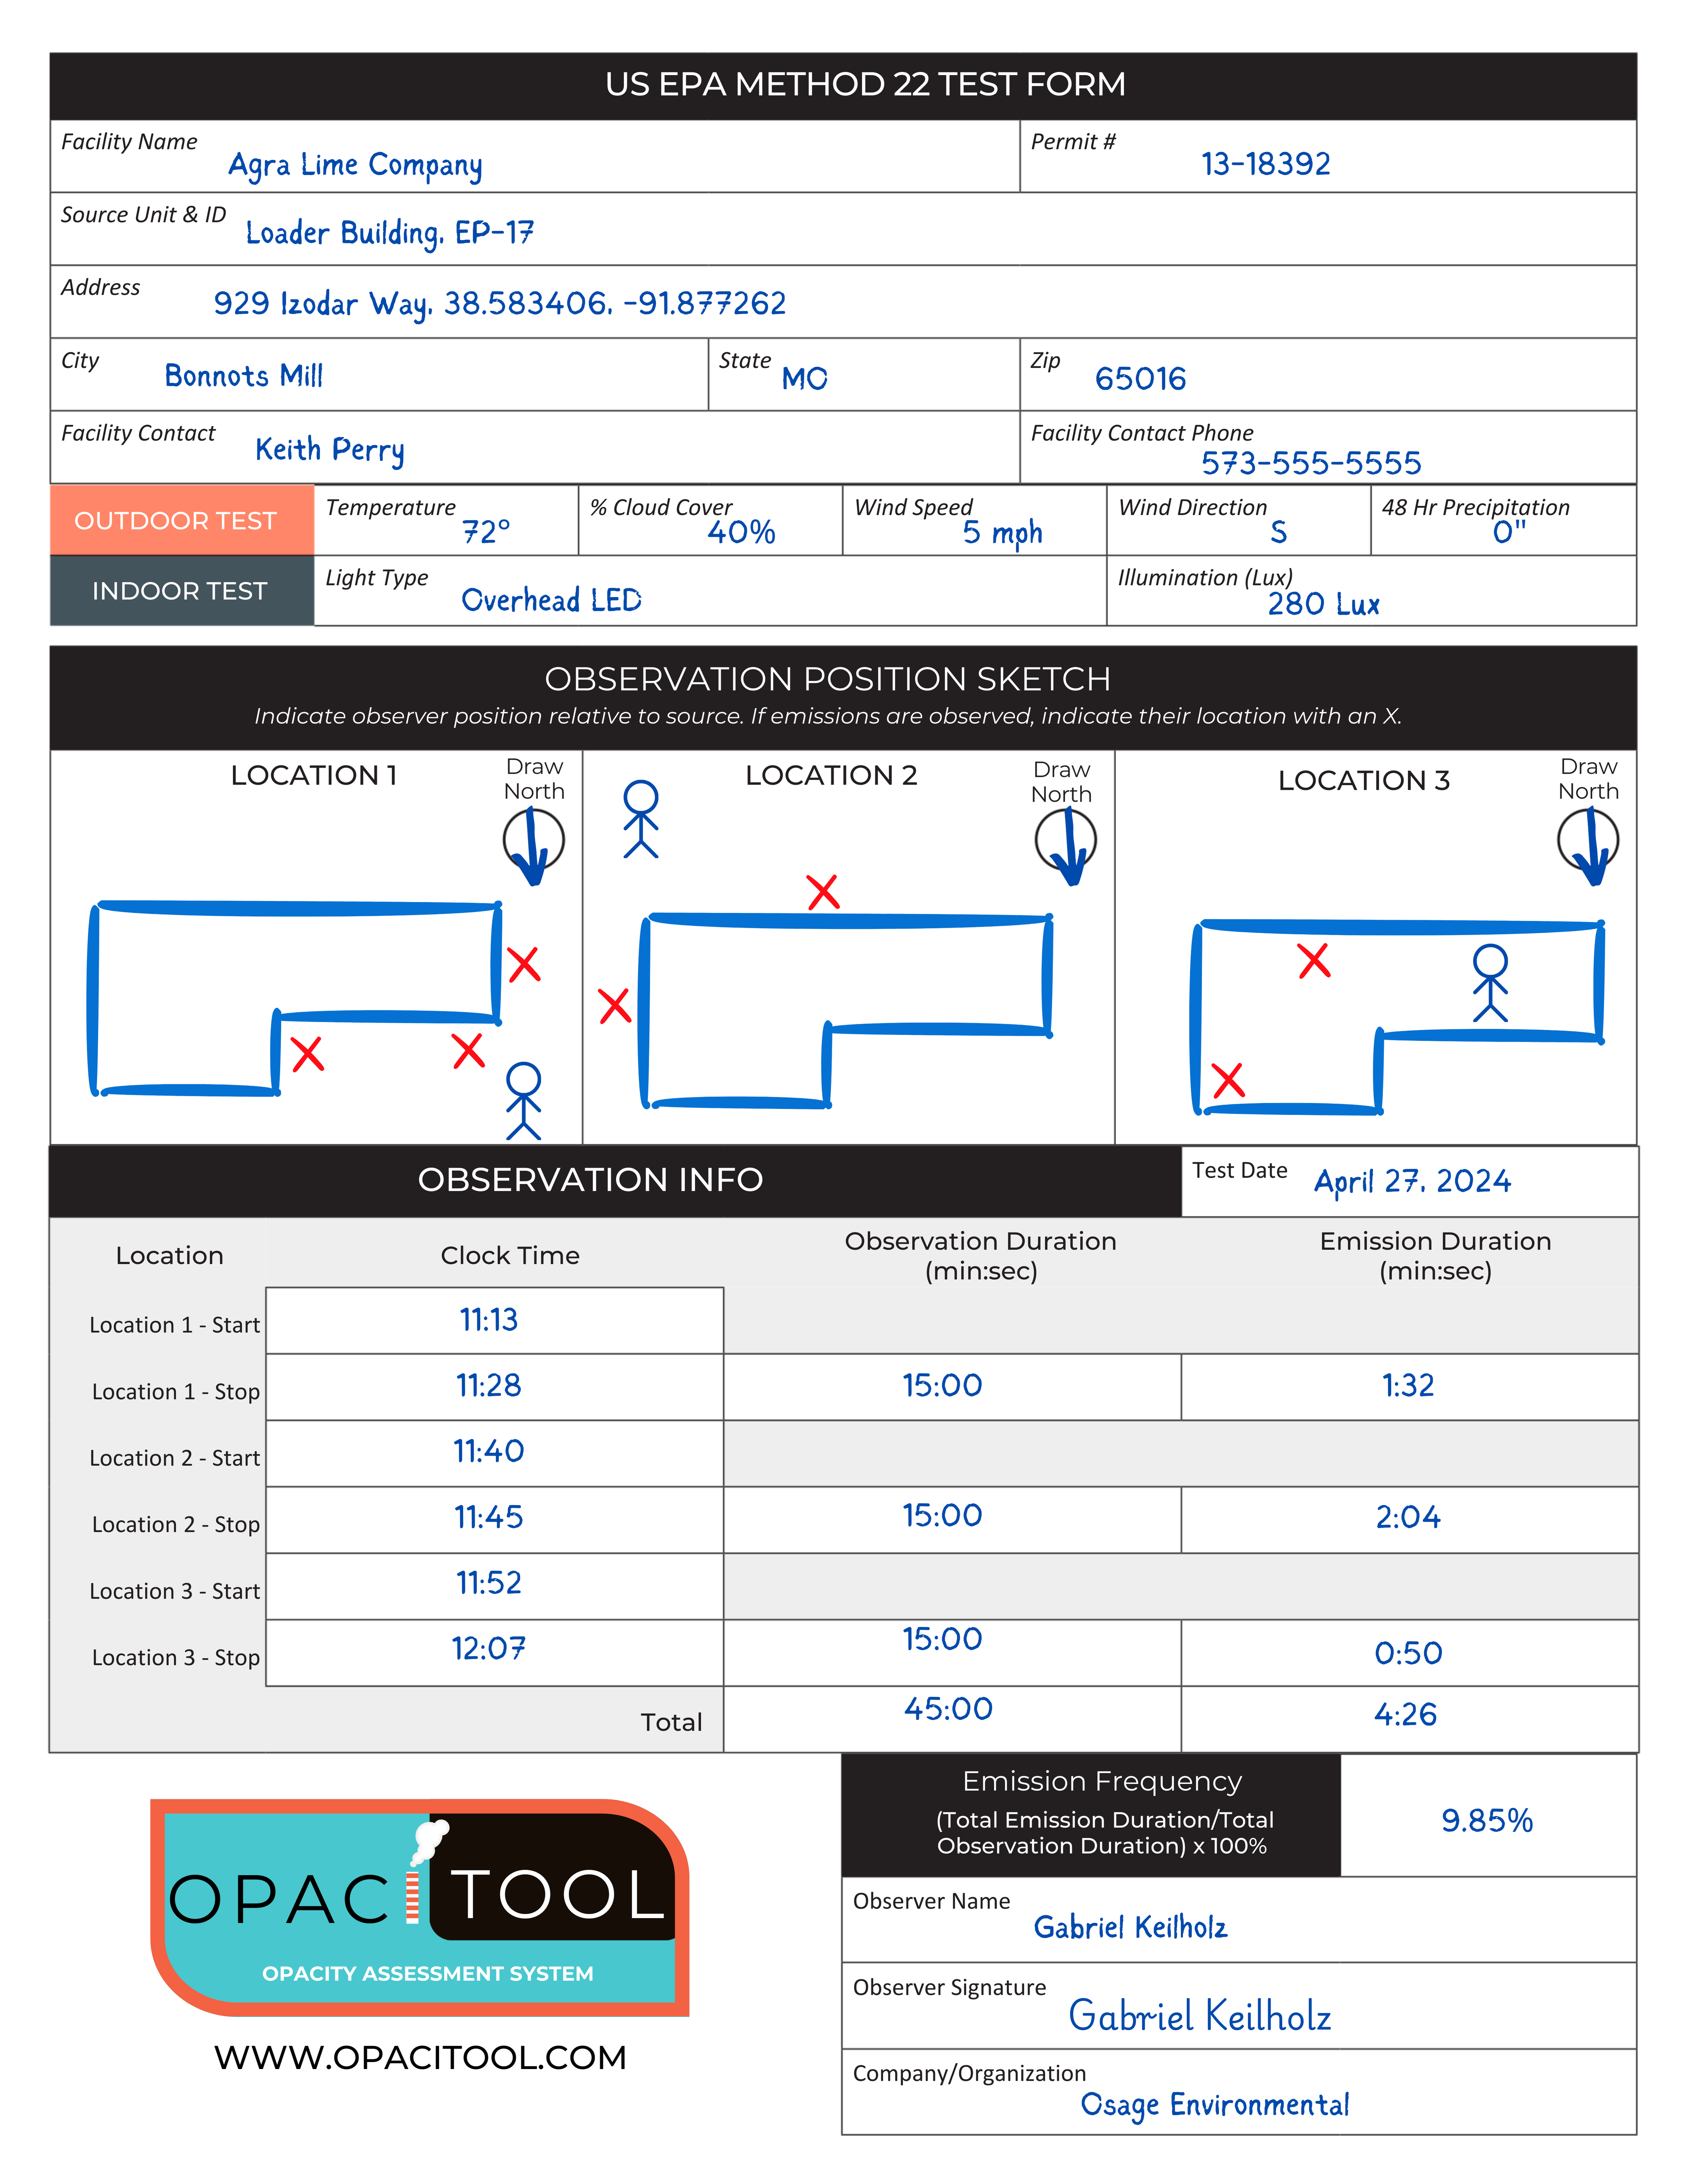 US EPA METHOD 22 TEST FORM
Facility Name Agra Lime Company Permit # 13-18392
Source Unit & ID Loader Building, EP-17
Address 929 Izodar Way, 38.583406, -91.877262
City Bonnots Mill State MO Zip 65016
Facility Contact Keith Perry Facility Contact Phone 573-555-5555
OUTDOOR TEST Temperature 72° % Cloud Cover 40% Wind Speed 5 mph Wind Direction S 48 Hr Precipitation 0"
INDOOR TEST Light Type Overhead LED Illumination (Lux) 280 Lux
OBSERVATION POSITION SKETCH
Indicate observer position relative to source. If emissions are observed, indicate their location with an X.
LOCATION 1 Draw North LOCATION 2 Draw North LOCATION 3 Draw North
OBSERVATION INFO Test Date April 27, 2024
Location Clock Time Observation Duration (min:sec) Emission Duration (min:sec)
Location 1 - Start 11:13
Location 1 - Stop 11:28 15:00 1:32
Location 2 - Start 11:40
Location 2 - Stop 11:45 15:00 2:04
Location 3 - Start 11:52
Location 3 - Stop 12:07 15:00 0:50
Total 45:00 4:26
Emission Frequency
(Total Emission Duration/Total
Observation Duration) x 100%
9.85%
OPACiTOOL
OPACITY ASSESSMENT SYSTEM
WWW.OPACITOOL.COM
Observer Name Gabriel Keilholz
Observer Signature Gabriel Keilholz
Company/Organization Osage Environmental